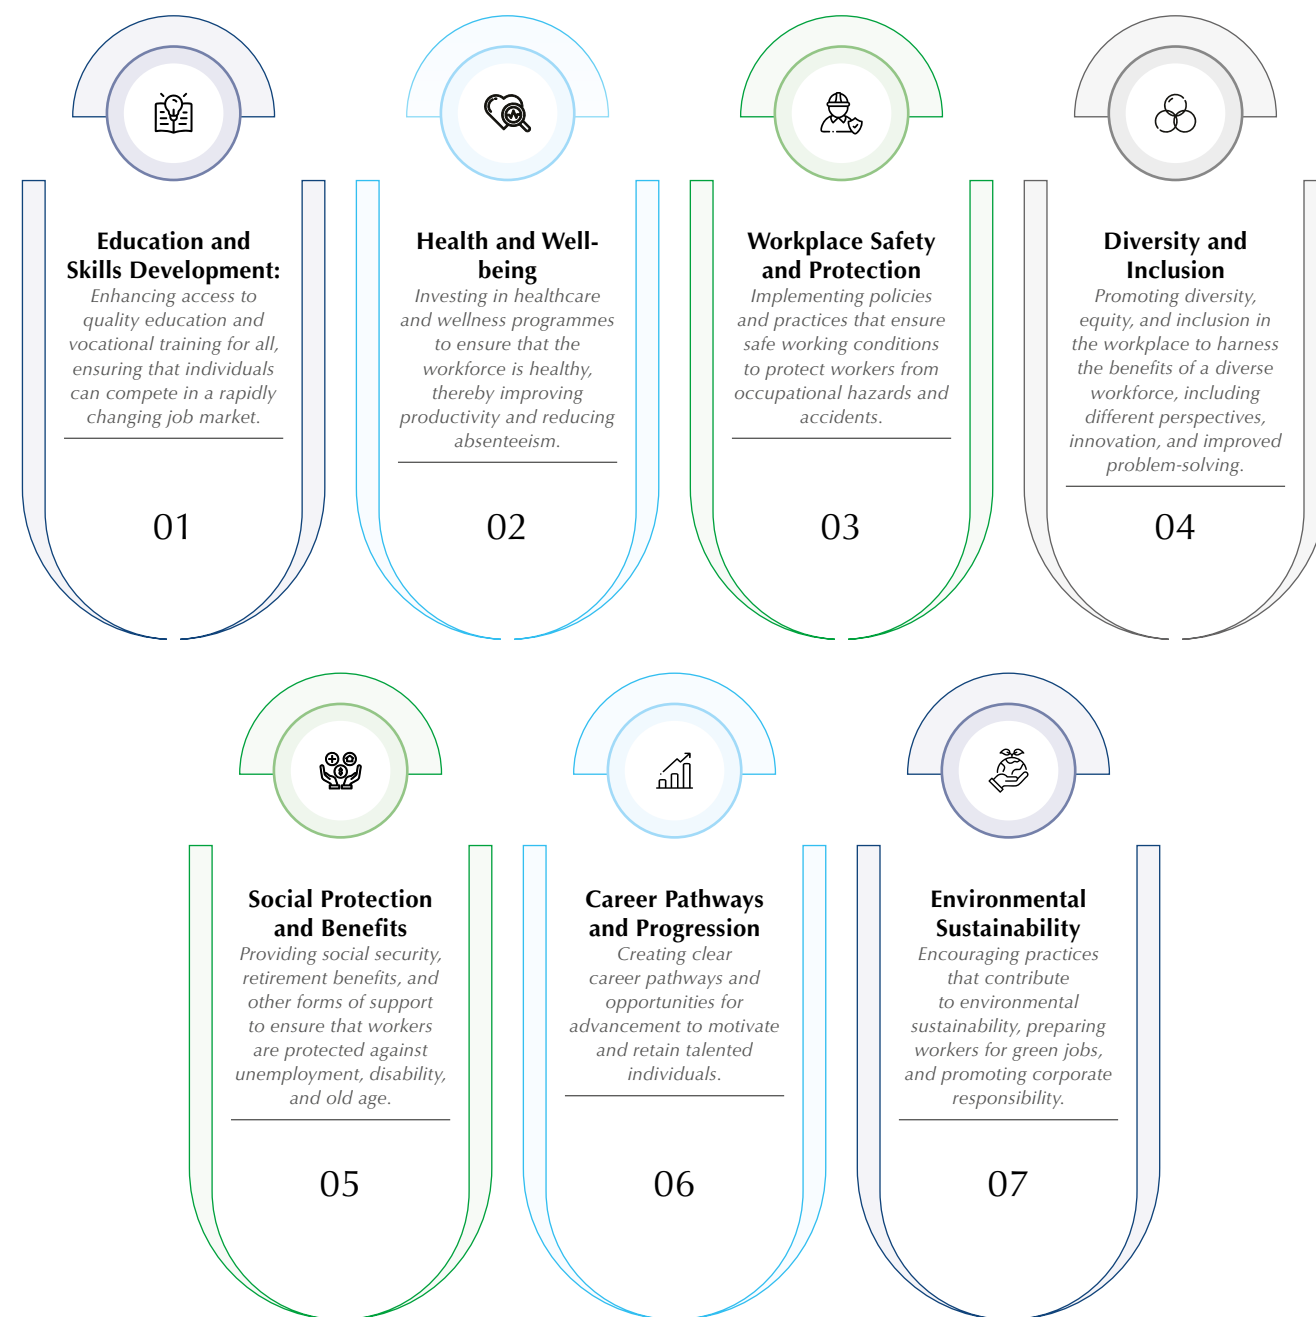 Education and
Skills Development:
Enhancing access to
quality education and
vocational training for all,
ensuring that individuals
can compete in a rapidly
changing job market.
01
Health and Well-
being
Investing in healthcare
and wellness programmes
to ensure that the
workforce is healthy,
thereby improving
productivity and reducing
absenteeism.
02
Workplace Safety
and Protection
Implementing policies
and practices that ensure
safe working conditions
to protect workers from
occupational hazards and
accidents.
03
Diversity and
Inclusion
Promoting diversity,
equity, and inclusion in
the workplace to harness
the benefits of a diverse
workforce, including
different perspectives,
innovation, and improved
problem-solving.
04
Social Protection
and Benefits
Providing social security,
retirement benefits, and
other forms of support
to ensure that workers
are protected against
unemployment, disability,
and old age.
05
Career Pathways
and Progression
Creating clear
career pathways and
opportunities for
advancement to motivate
and retain talented
individuals.
06
Environmental
Sustainability
Encouraging practices
that contribute
to environmental
sustainability, preparing
workers for green jobs,
and promoting corporate
responsibility.
07